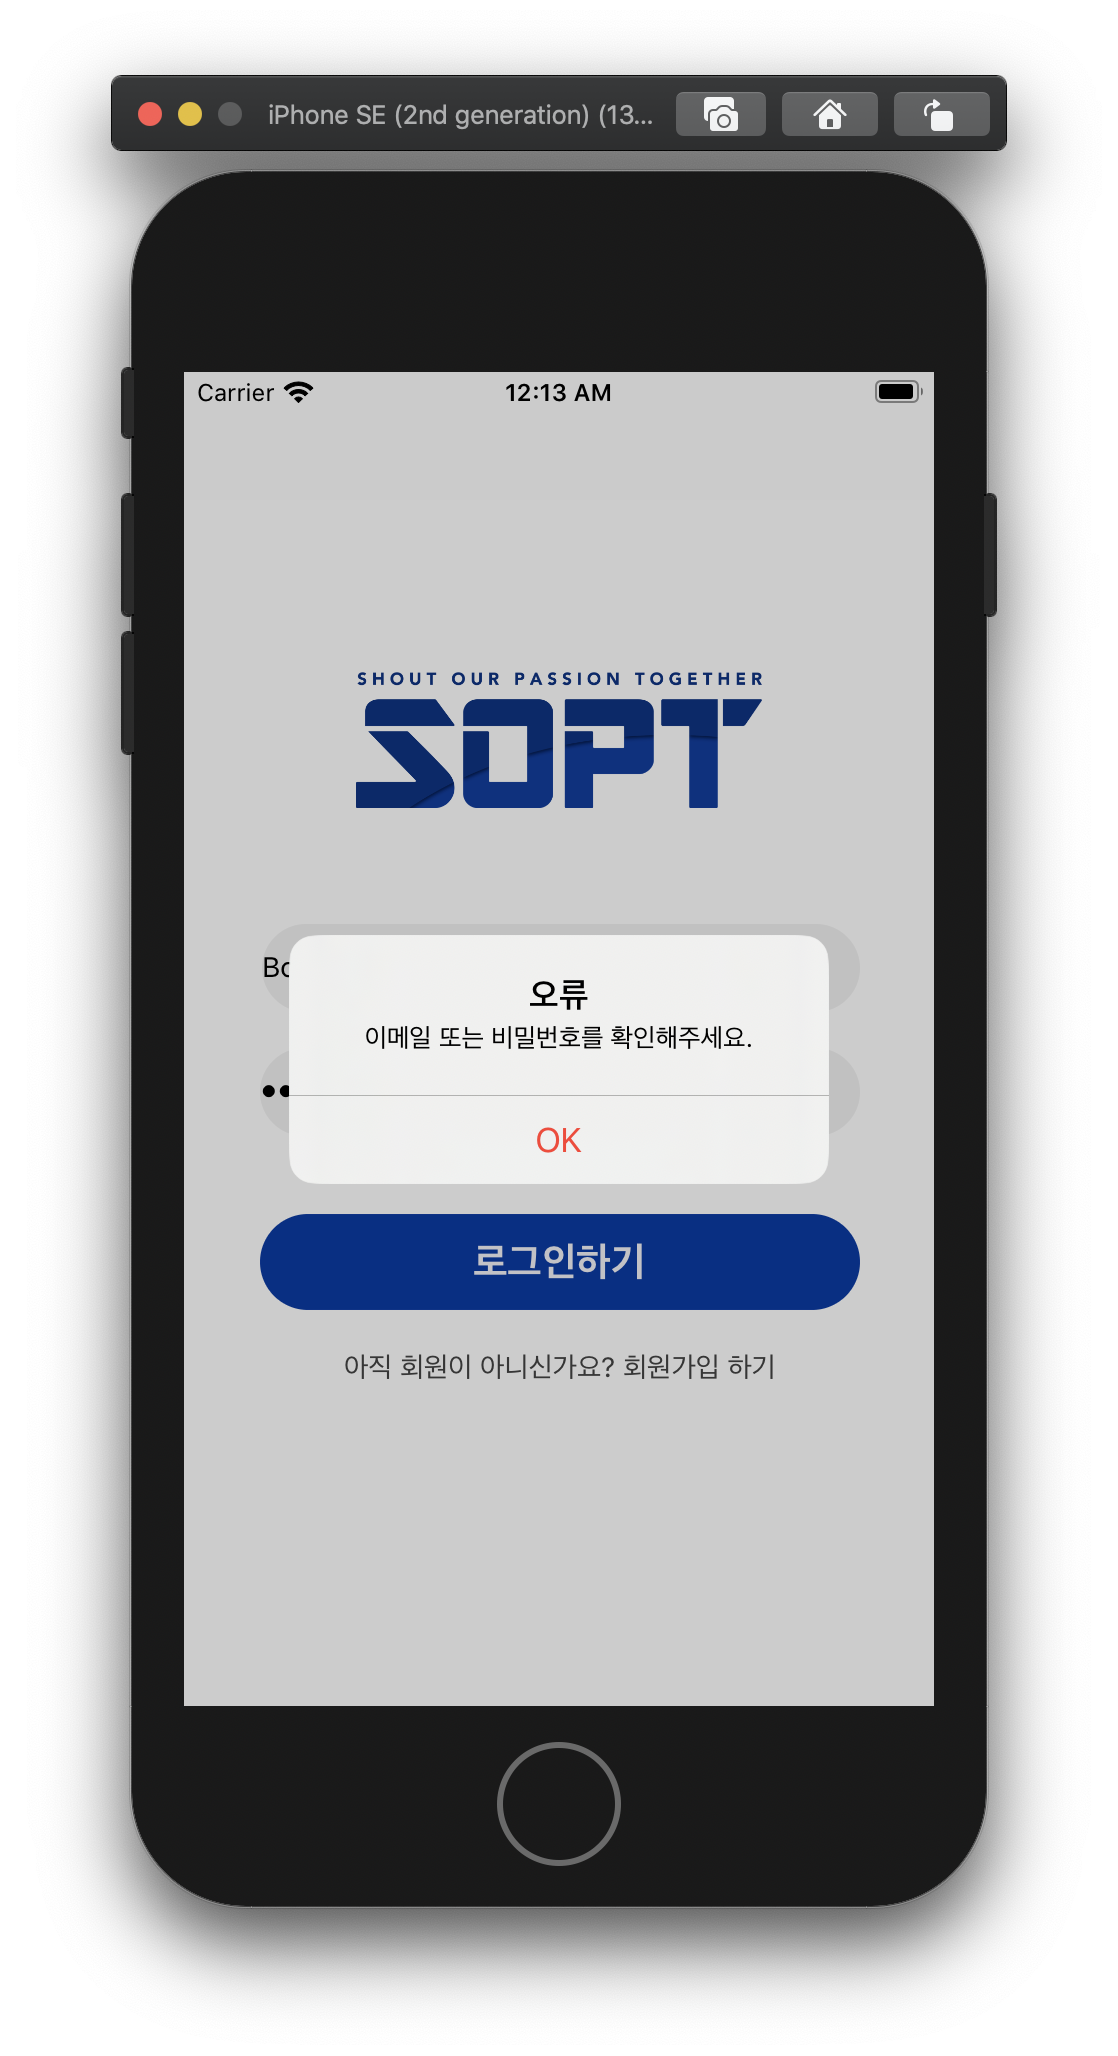 iPhone SE (2nd generation) (13...
Carrier
12:13 AM
SHOUT OUR PASSION TOGETHER
SOPT
오류
이메일 또는 비밀번호를 확인해주세요.
OK
로그인하기
아직 회원이 아니신가요? 회원가입 하기